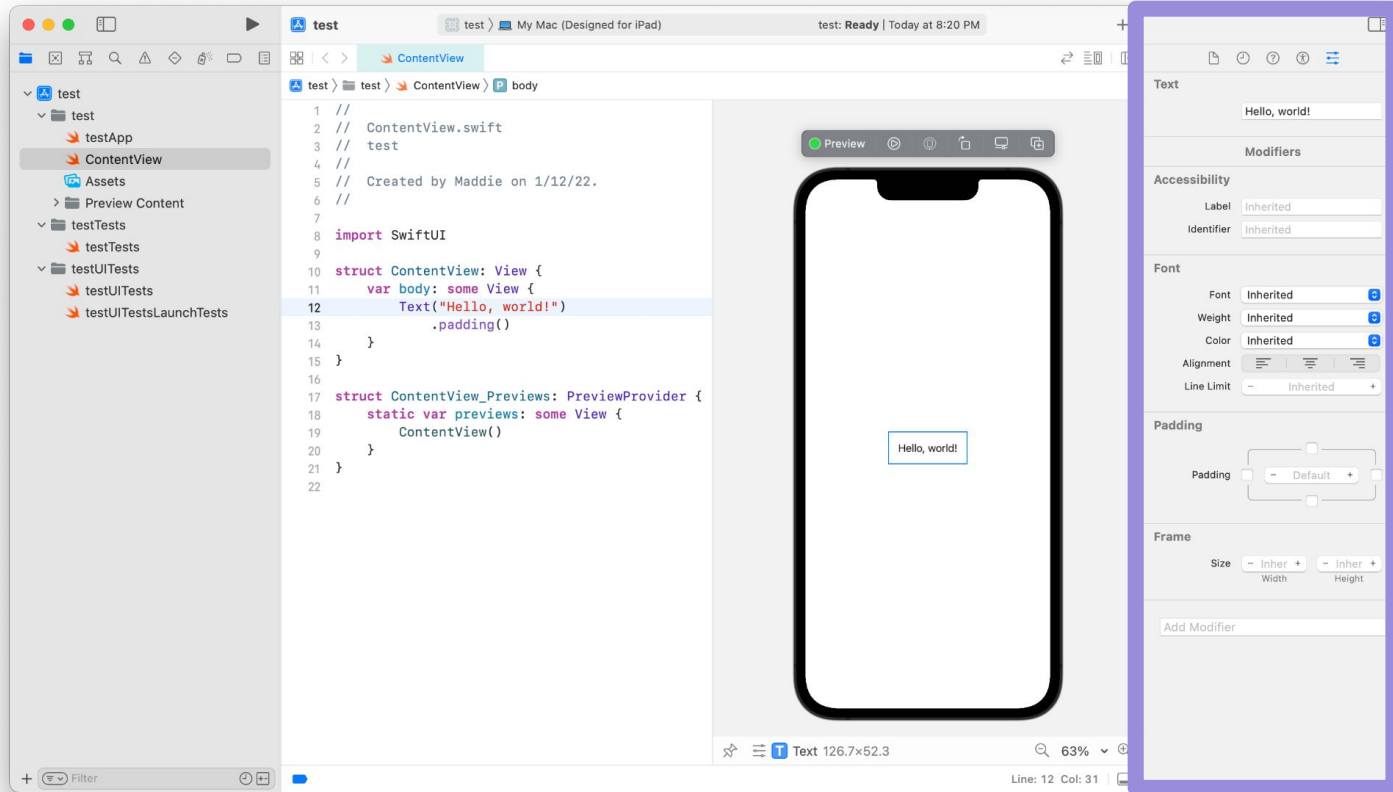 test
test 〉 My Mac (Designed for iPad)
test: Ready | Today at 8:20 PM
ContentView
test 〉 test 〉 ContentView 〉 P body
test
test
testApp
ContentView
Assets
Preview Content
testTests
testTests
testUITests
testUITests
testUITestsLaunchTests
Filter
1 //
2 // ContentView.swift
3 // test
4 //
5 // Created by Maddie on 1/12/22.
6 //
7
8 import SwiftUI
9
10 struct ContentView: View {
11 var body: some View {
12 Text("Hello, world!")
13 .padding()
14 }
15 }
16
17 struct ContentView_Previews: PreviewProvider {
18 static var previews: some View {
19 ContentView()
20 }
21 }
22
Preview
Hello, world!
T Text 126.7×52.3
63%
Line: 12 Col: 31
Text
Hello, world!
Modifiers
Accessibility
Label Inherited
Identifier Inherited
Font
Font Inherited
Weight Inherited
Color Inherited
Alignment
Line Limit - Inherited +
Padding
Padding - Default +
Frame
Size - Inher + - Inher +
Width Height
Add Modifier